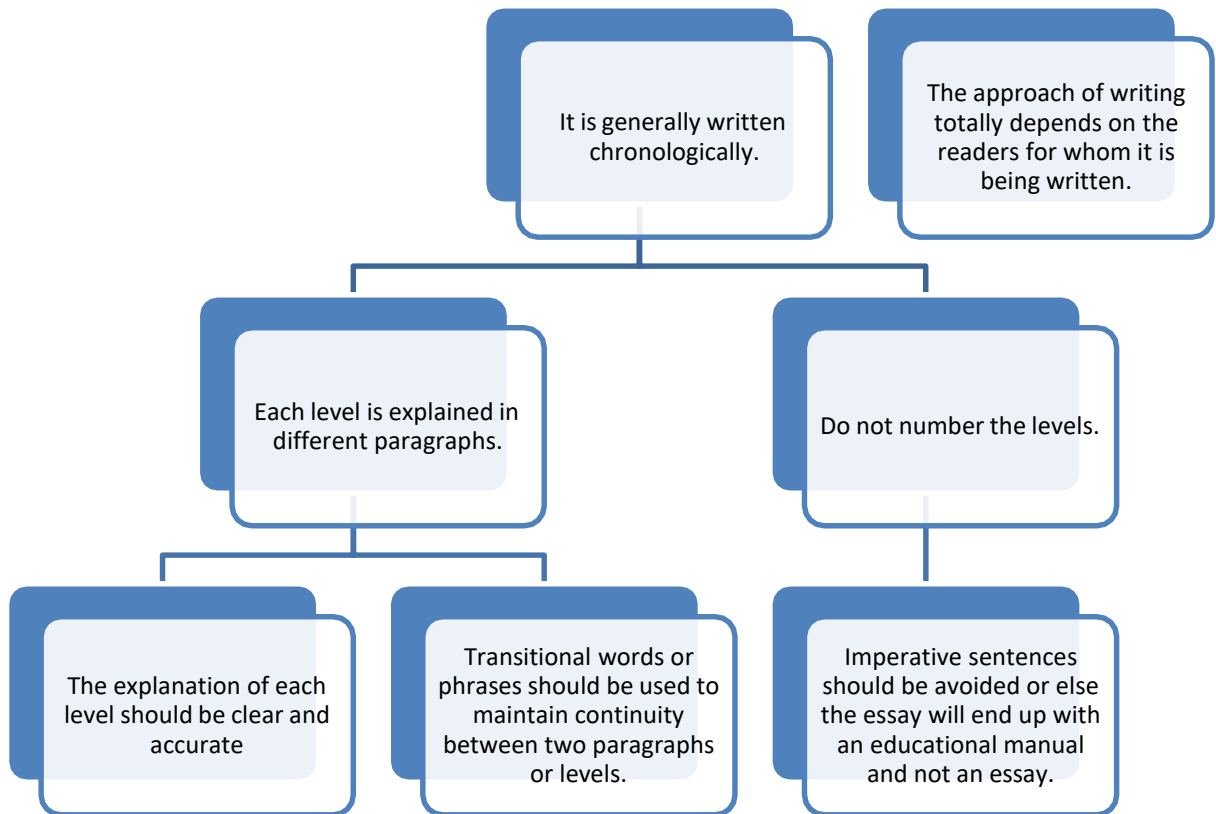 It is generally written
chronologically.
The approach of writing
totally depends on the
readers for whom it is
being written.
Each level is explained in
different paragraphs.
Do not number the levels.
The explanation of each
level should be clear and
accurate
Transitional words or
phrases should be used to
maintain continuity
between two paragraphs
or levels.
Imperative sentences
should be avoided or else
the essay will end up with
an educational manual
and not an essay.